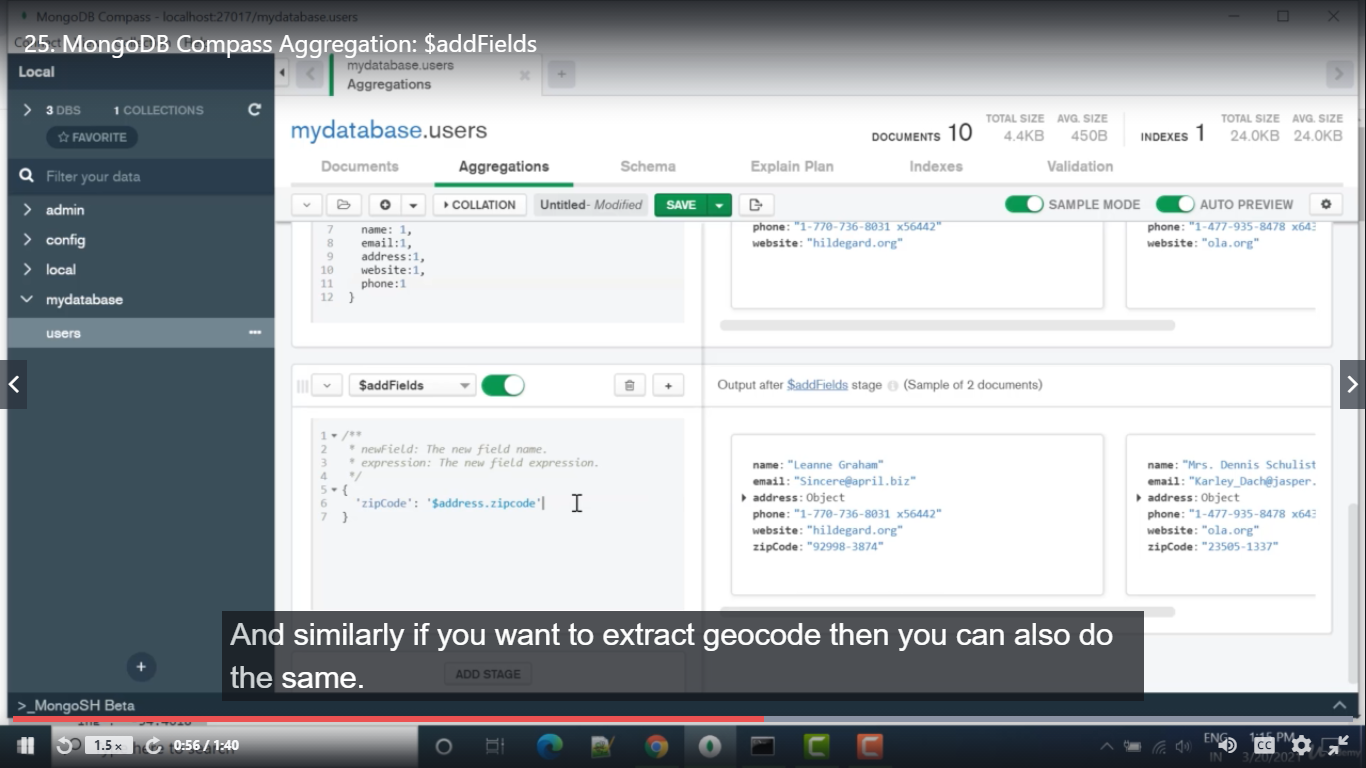 MongoDB Compass - localhost:27017/mydatabase.users
25. MongoDB Compass Aggregation: $addFields
Local
mydatabase.users
Aggregations
3 DBS 1 COLLECTIONS
FAVORITE
Filter your data
admin
config
local
mydatabase
users
mydatabase.users
DOCUMENTS 10
TOTAL SIZE 4.4KB
AVG. SIZE 450B
INDEXES 1
TOTAL SIZE 24.0KB
AVG. SIZE 24.0KB
Documents Aggregations Schema Explain Plan Indexes Validation
COLLATION Untitled- Modified SAVE SAMPLE MODE AUTO PREVIEW
7 name: 1,
8 email:1,
9 address:1,
10 website:1,
11 phone:1
12 }
phone: "1-770-736-8031 x56442"
website: "hildegard.org"
phone: "1-477-935-8478 x643
website: "ola.org"
$addFields
Output after $addFields stage (Sample of 2 documents)
1 /**
2 * newField: The new field name.
3 * expression: The new field expression.
4 */
5 {
6 'zipCode': '$address.zipcode'
7 }
name: "Leanne Graham"
email: "Sincere@april.biz"
address: Object
phone: "1-770-736-8031 x56442"
website: "hildegard.org"
zipCode: "92998-3874"
name: "Mrs. Dennis Schulist
email: "Karley_Dach@jasper.
address: Object
phone: "1-477-935-8478 x643
website: "ola.org"
zipCode: "23505-1337"
And similarly if you want to extract geocode then you can also do
the same.
ADD STAGE
>_MongoSH Beta
1.5× 0:56 / 1:40
ENG
IN
1:15 PM
CC